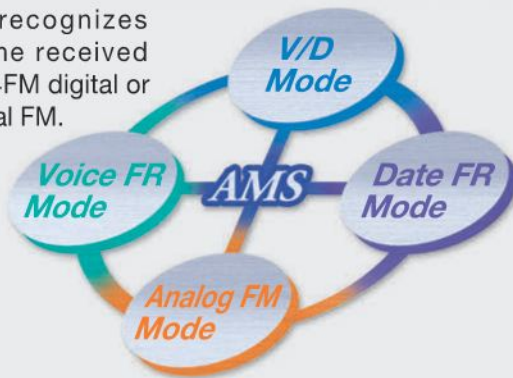 recognizes
he received
-FM digital or
al FM.
V/D
Mode
Voice FR
Mode
AMS
Date FR
Mode
Analog FM
Mode